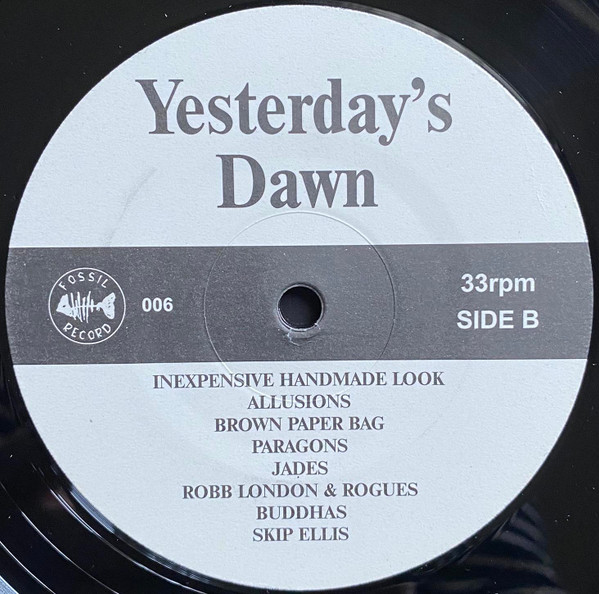 Yesterday's
Dawn
FOSSIL
RECORD
006
33rpm
SIDE B
INEXPENSIVE HANDMADE LOOK
ALLUSIONS
BROWN PAPER BAG
PARAGONS
JADES
ROBB LONDON & ROGUES
BUDDHAS
SKIP ELLIS